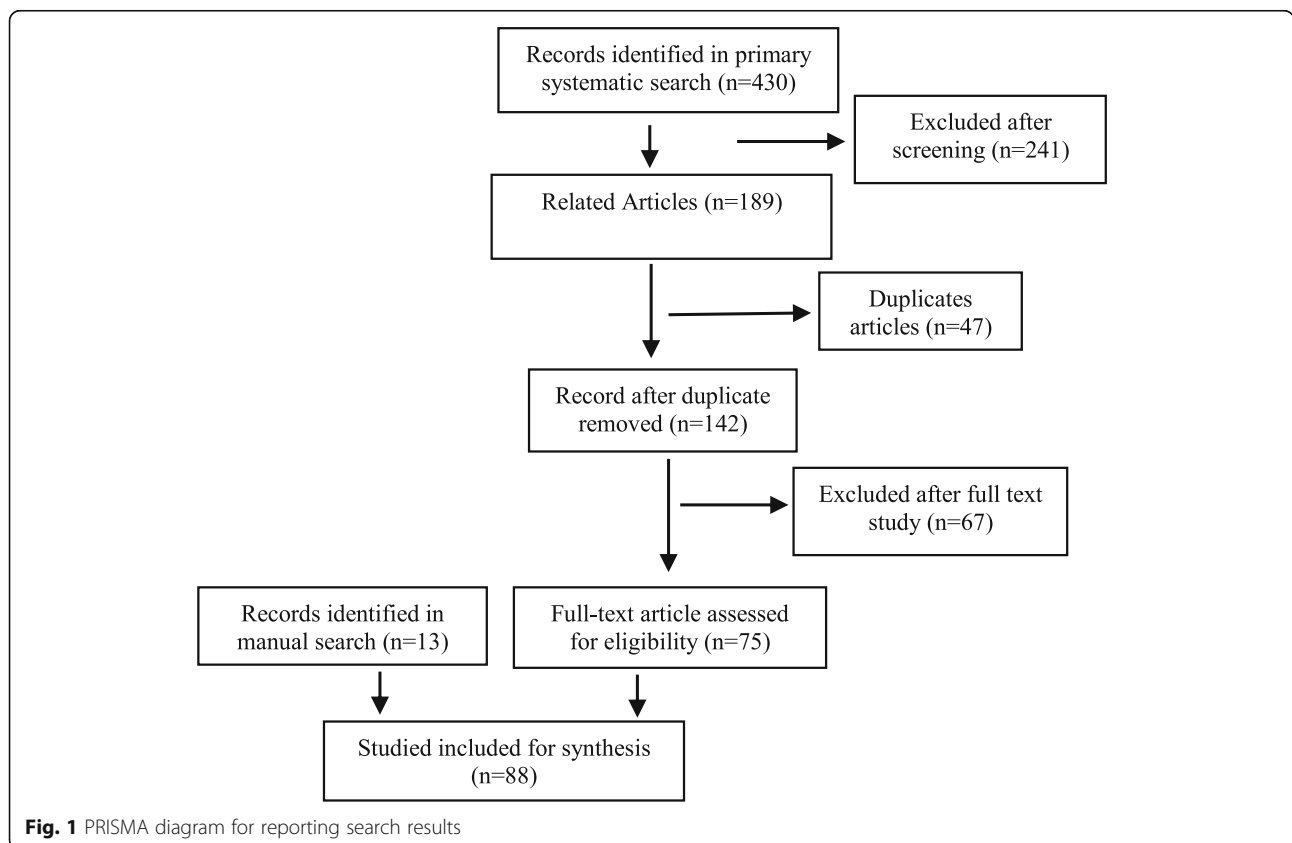 Records identified in primary
systematic search (n=430)
Excluded after
screening (n=241)
Related Articles (n=189)
Duplicates
articles (n=47)
Record after duplicate
removed (n=142)
Excluded after full text
study (n=67)
Records identified in
manual search (n=13)
Full-text article assessed
for eligibility (n=75)
Studied included for synthesis
(n=88)
Fig. 1 PRISMA diagram for reporting search results